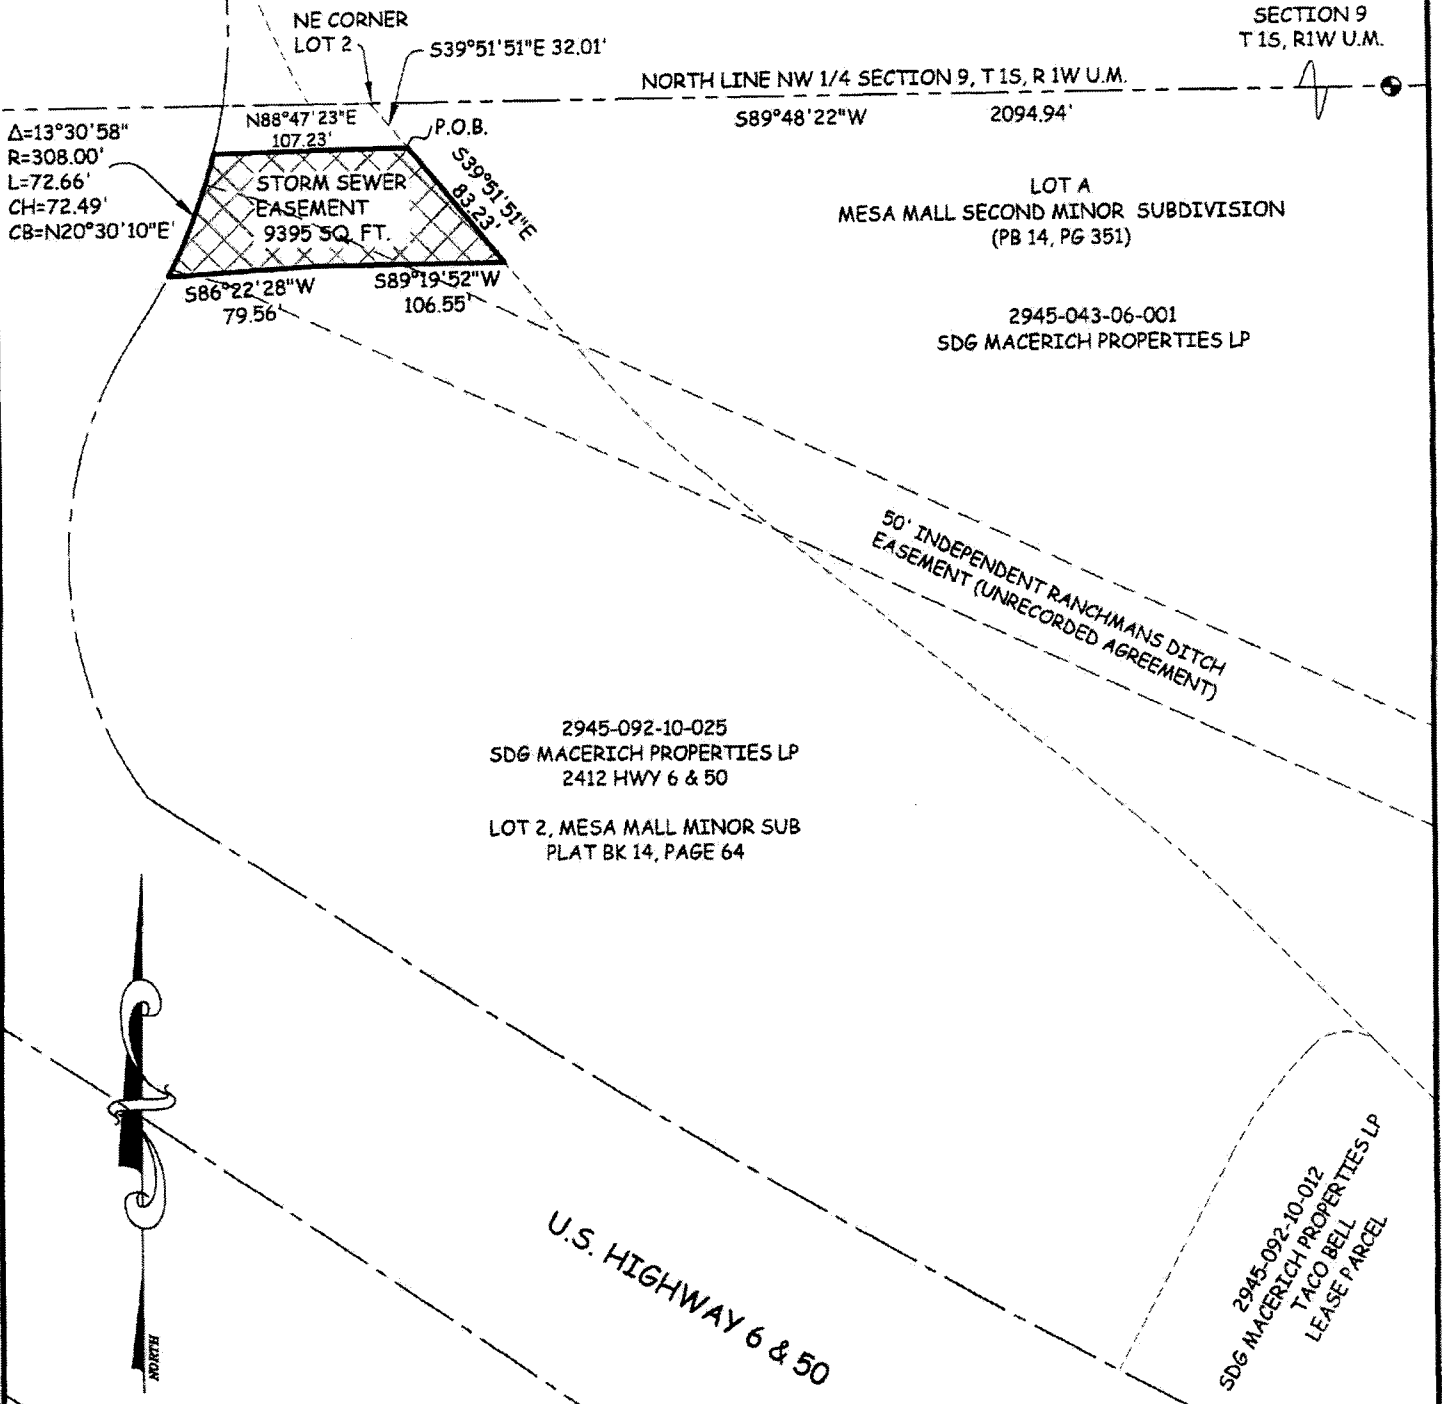 NE CORNER
LOT 2
S39°51'51"E 32.01'
SECTION 9
T 1S, R1W U.M.
NORTH LINE NW 1/4 SECTION 9, T 1S, R 1W U.M.
S89°48'22"W 2094.94'
Δ=13°30'58"
R=308.00'
L=72.66'
CH=72.49'
CB=N20°30'10"E
N88°47'23"E
107.23'
P.O.B.
S39°51'51"E
83.23'
STORM SEWER
EASEMENT
9395 SQ. FT.
S86°22'28"W
79.56'
S89°19'52"W
106.55'
LOT A
MESA MALL SECOND MINOR SUBDIVISION
(PB 14, PG 351)
2945-043-06-001
SDG MACERICH PROPERTIES LP
50' INDEPENDENT RANCHMANS DITCH
EASEMENT (UNRECORDED AGREEMENT)
2945-092-10-025
SDG MACERICH PROPERTIES LP
2412 HWY 6 & 50
LOT 2, MESA MALL MINOR SUB
PLAT BK 14, PAGE 64
U.S. HIGHWAY 6 & 50
2945-092-10-012
SDG MACERICH PROPERTIES LP
TACO BELL
LEASE PARCEL
NORTH